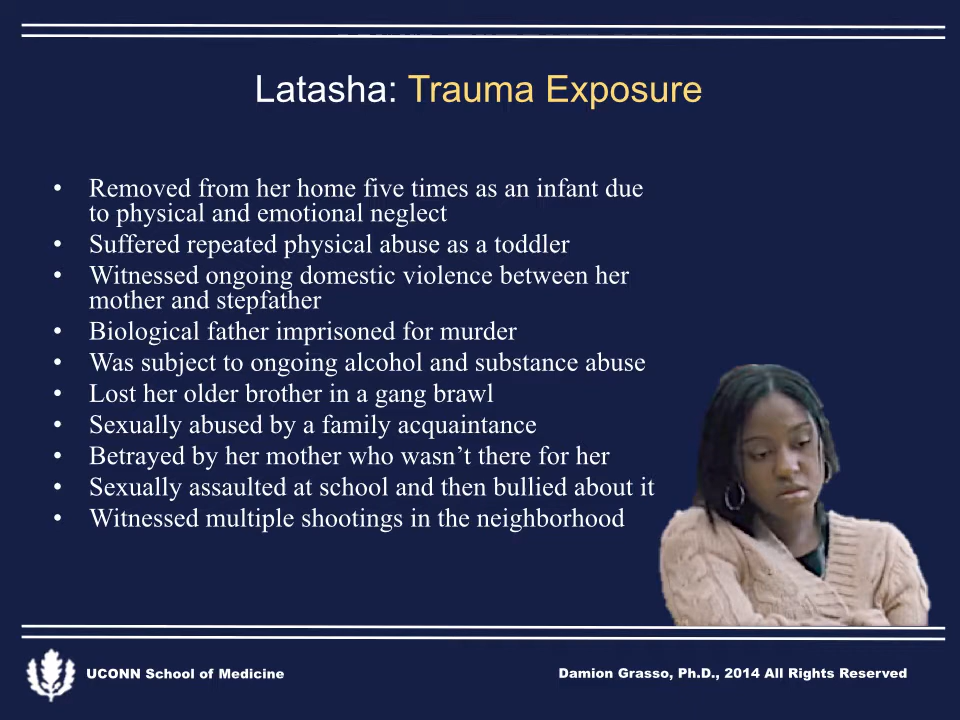 Latasha: Trauma Exposure
• Removed from her home five times as an infant due
to physical and emotional neglect
• Suffered repeated physical abuse as a toddler
• Witnessed ongoing domestic violence between her
mother and stepfather
• Biological father imprisoned for murder
• Was subject to ongoing alcohol and substance abuse
• Lost her older brother in a gang brawl
• Sexually abused by a family acquaintance
• Betrayed by her mother who wasn’t there for her
• Sexually assaulted at school and then bullied about it
• Witnessed multiple shootings in the neighborhood
UCONN School of Medicine
Damion Grasso, Ph.D., 2014 All Rights Reserved